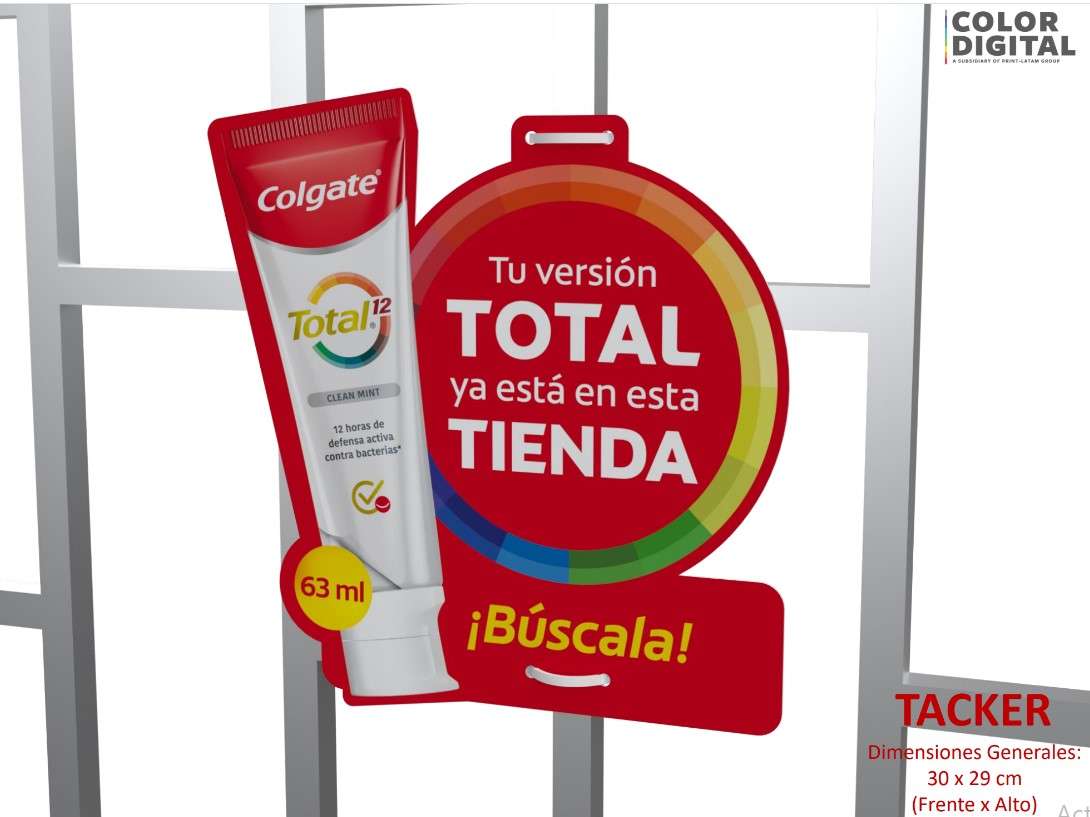 COLOR
DIGITAL
A SUBSIDIARY OF PRINT-LATAM GROUP
Colgate®
Total12®
CLEAN MINT
12 horas de
defensa activa
contra bacterias*
63 ml
Tu versión
TOTAL
ya está en esta
TIENDA
¡Búscala!
TACKER
Dimensiones Generales:
30 x 29 cm
(Frente x Alto)
Act